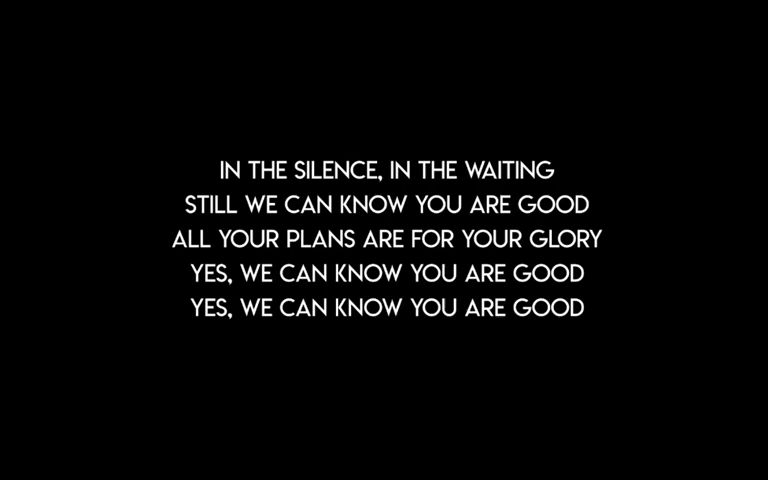 IN THE SILENCE, IN THE WAITING
STILL WE CAN KNOW YOU ARE GOOD
ALL YOUR PLANS ARE FOR YOUR GLORY
YES, WE CAN KNOW YOU ARE GOOD
YES, WE CAN KNOW YOU ARE GOOD